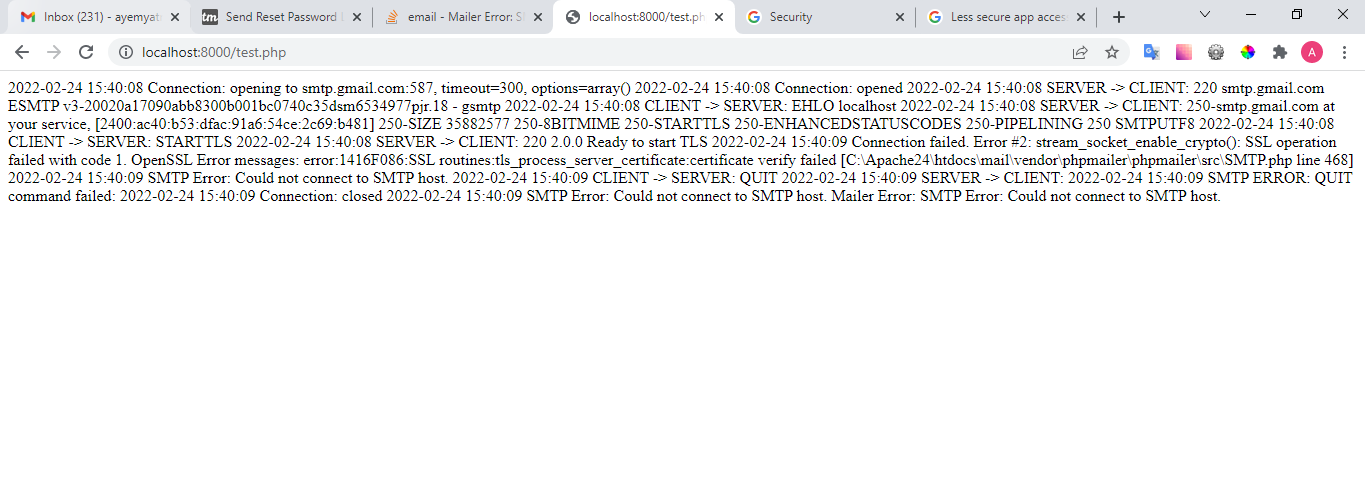 Inbox (231) - ayemyat
tm Send Reset Password
email - Mailer Error: S
localhost:8000/test.ph
Security
Less secure app acces
localhost:8000/test.php
A
2022-02-24 15:40:08 Connection: opening to smtp.gmail.com:587, timeout=300, options=array() 2022-02-24 15:40:08 Connection: opened 2022-02-24 15:40:08 SERVER -> CLIENT: 220 smtp.gmail.com
ESMTP v3-20020a17090abb8300b001bc0740c35dsm6534977pjr.18 - gsmtp 2022-02-24 15:40:08 CLIENT -> SERVER: EHLO localhost 2022-02-24 15:40:08 SERVER -> CLIENT: 250-smtp.gmail.com at
your service, [2400:ac40:b53:dfac:91a6:54ce:2c69:b481] 250-SIZE 35882577 250-8BITMIME 250-STARTTLS 250-ENHANCEDSTATUSCODES 250-PIPELINING 250 SMTPUTF8 2022-02-24 15:40:08
CLIENT -> SERVER: STARTTLS 2022-02-24 15:40:08 SERVER -> CLIENT: 220 2.0.0 Ready to start TLS 2022-02-24 15:40:09 Connection failed. Error #2: stream_socket_enable_crypto(): SSL operation
failed with code 1. OpenSSL Error messages: error:1416F086:SSL routines:tls_process_server_certificate:certificate verify failed [C:\Apache24\htdocs\mail\vendor\phpmailer\phpmailer\src\SMTP.php line 468]
2022-02-24 15:40:09 SMTP Error: Could not connect to SMTP host. 2022-02-24 15:40:09 CLIENT -> SERVER: QUIT 2022-02-24 15:40:09 SERVER -> CLIENT: 2022-02-24 15:40:09 SMTP ERROR: QUIT
command failed: 2022-02-24 15:40:09 Connection: closed 2022-02-24 15:40:09 SMTP Error: Could not connect to SMTP host. Mailer Error: SMTP Error: Could not connect to SMTP host.